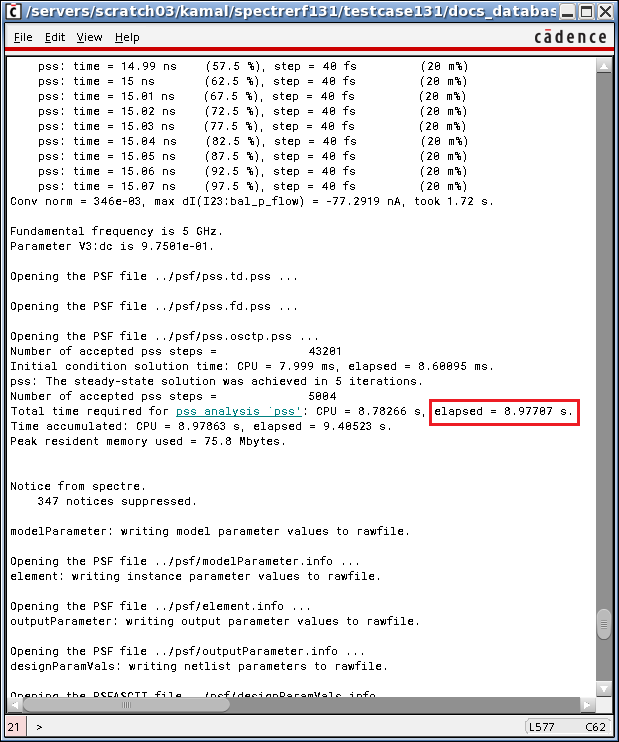 /servers/scratch03/kamal/spectrerf131/testcase131/docs_databas
File Edit View Help cādence
pss: time = 14.99 ns (57.5 %), step = 40 fs (20 m%)
pss: time = 15 ns (62.5 %), step = 40 fs (20 m%)
pss: time = 15.01 ns (67.5 %), step = 40 fs (20 m%)
pss: time = 15.02 ns (72.5 %), step = 40 fs (20 m%)
pss: time = 15.03 ns (77.5 %), step = 40 fs (20 m%)
pss: time = 15.04 ns (82.5 %), step = 40 fs (20 m%)
pss: time = 15.05 ns (87.5 %), step = 40 fs (20 m%)
pss: time = 15.06 ns (92.5 %), step = 40 fs (20 m%)
pss: time = 15.07 ns (97.5 %), step = 40 fs (20 m%)
Conv norm = 346e-03, max dI(I23:bal_p_flow) = -77.2919 nA, took 1.72 s.
Fundamental frequency is 5 GHz.
Parameter V3:dc is 9.7501e-01.
Opening the PSF file ../psf/pss.td.pss ...
Opening the PSF file ../psf/pss.fd.pss ...
Opening the PSF file ../psf/pss.osctp.pss ...
Number of accepted pss steps = 43201
Initial condition solution time: CPU = 7.999 ms, elapsed = 8.60095 ms.
pss: The steady-state solution was achieved in 5 iterations.
Number of accepted pss steps = 5004
Total time required for pss analysis `pss': CPU = 8.78266 s, elapsed = 8.97707 s.
Time accumulated: CPU = 8.97863 s, elapsed = 9.40523 s.
Peak resident memory used = 75.8 Mbytes.
Notice from spectre.
347 notices suppressed.
modelParameter: writing model parameter values to rawfile.
Opening the PSF file ../psf/modelParameter.info ...
element: writing instance parameter values to rawfile.
Opening the PSF file ../psf/element.info ...
outputParameter: writing output parameter values to rawfile.
Opening the PSF file ../psf/outputParameter.info ...
designParamVals: writing netlist parameters to rawfile.
Opening the PSFASCII file ../psf/designParamVals.info
21 > L577 C62